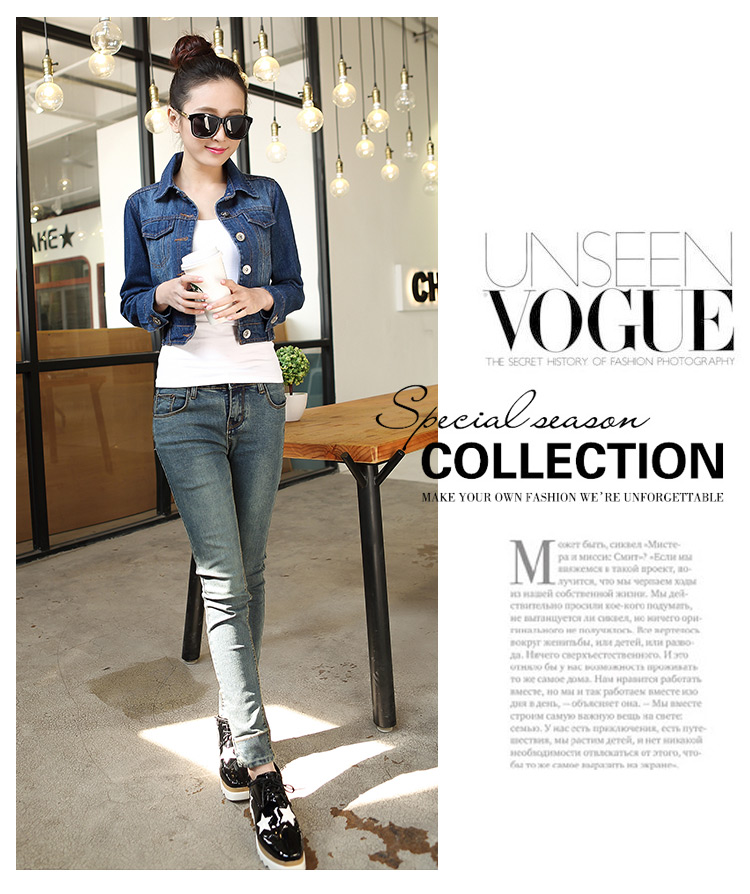 AKE★
CH
UNSEEN
VOGUE
THE SECRET HISTORY OF FASHION PHOTOGRAPHY
Special season
COLLECTION
MAKE YOUR OWN FASHION WE'RE UNFORGETTABLE
Может быть, сиквел «Мисте-
ра и мисси: Смит»? «Если мы
ввяжемся в такой проект, по-
лучится, что мы черпаем ходы
из нашей собственной жизни. Мы дей-
ствительно просили кое-кого подумать,
не вытанцуется ли сиквел, но ничего ори-
гинального не получилось. Все вертелось
вокруг женитьбы, или детей, или разво-
да. Ничего сверхъестественного. И это
отняло бы у нас возможность проживать
то же самое дома. Нам нравится работать
вместе, но мы и так работаем вместе изо
дня в день, – объясняет она. – Мы вместе
строим самую важную вещь на свете:
семью. У нас есть приключения, есть путе-
шествия, мы растим детей, и нет никакой
необходимости отвлекаться от этого, что-
бы то же самое выразить на экране».